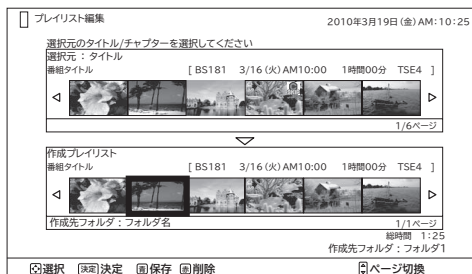 プレイリスト編集 2010年3月19日(金)AM:10:25
選択元のタイトル/チャプターを選択してください
選択元:タイトル
番組タイトル [ BS181 3/16(火)AM10:00 1時間00分 TSE4 ]
1/6ページ
作成プレイリスト
番組タイトル [ BS181 3/16(火)AM10:00 1時間00分 TSE4 ]
作成先フォルダ:フォルダ名 1/1ページ
総時間 1:25
作成先フォルダ:フォルダ1
選択 決定 決定 青 保存 赤 削除 ページ切換